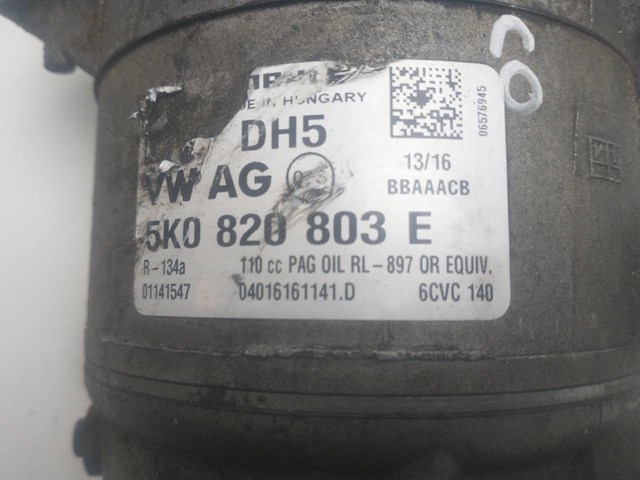 IN HUNGARY
DH5
VW AG
13/16
BBAAACB
06576945
5K0 820 803 E
R-134a 110 cc PAG OIL RL-897 OR EQUIV.
01141547 04016161141.D 6CVC 140